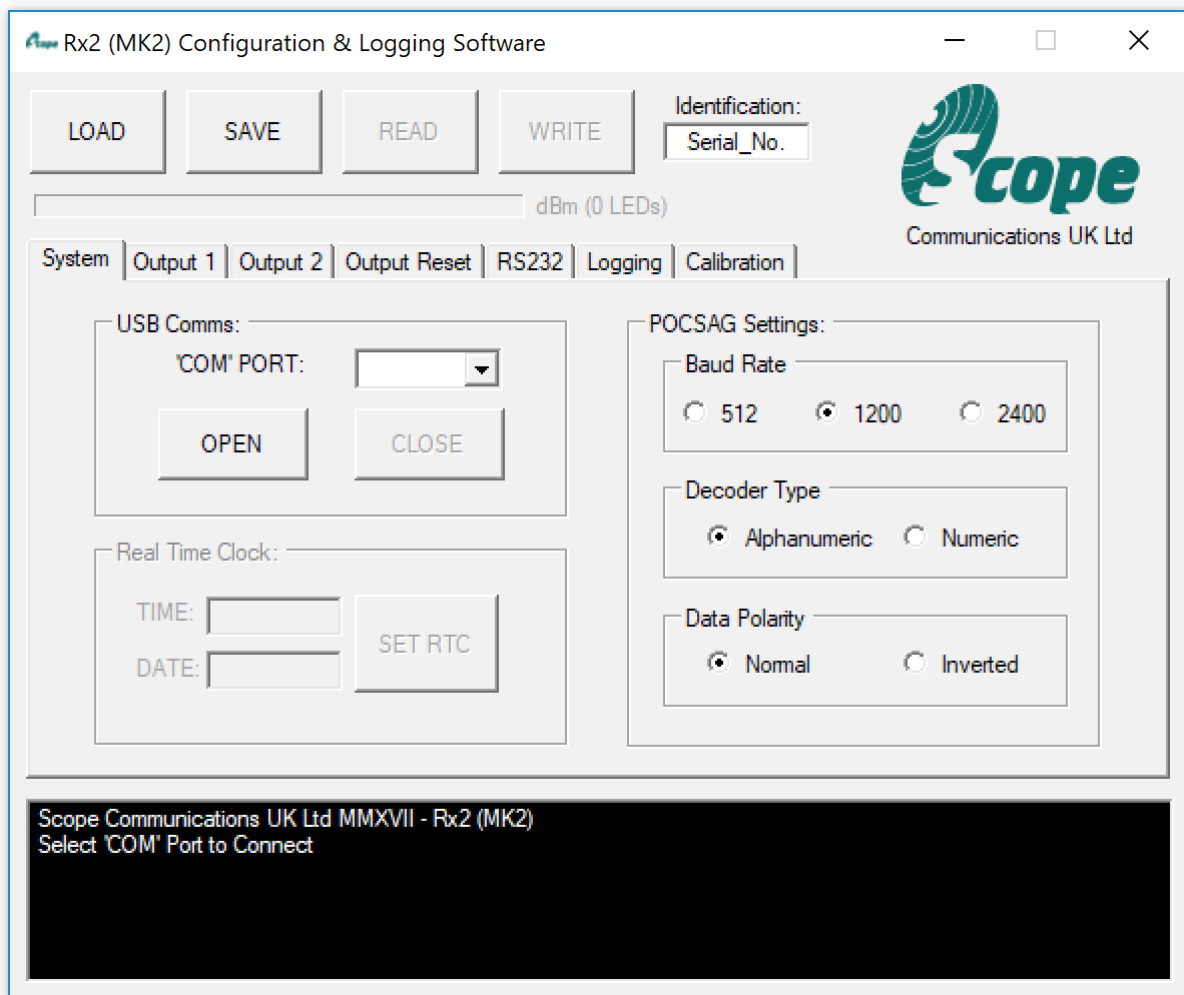 Scope Rx2 (MK2) Configuration & Logging Software
LOAD SAVE READ WRITE
Identification:
Serial_No.
Scope
Communications UK Ltd
dBm (0 LEDs)
System Output 1 Output 2 Output Reset RS232 Logging Calibration
USB Comms:
'COM' PORT:
OPEN CLOSE
Real Time Clock:
TIME:
DATE:
SET RTC
POCSAG Settings:
Baud Rate
512 1200 2400
Decoder Type
Alphanumeric Numeric
Data Polarity
Normal Inverted
Scope Communications UK Ltd MMXVII - Rx2 (MK2)
Select 'COM' Port to Connect